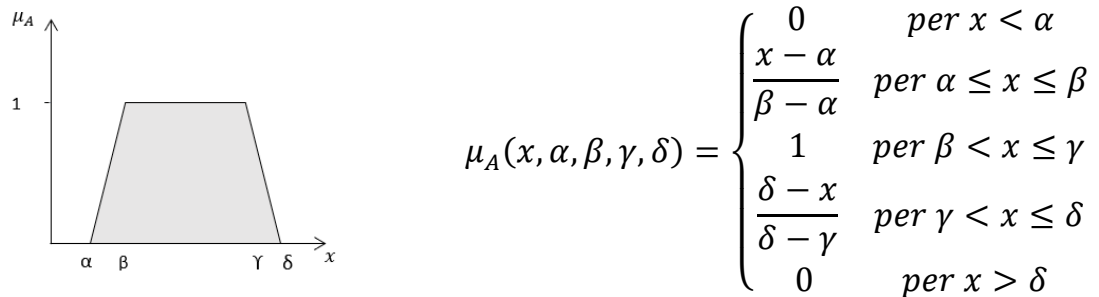 μ_A
1
α β γ δ x
μ_A(x, α, β, γ, δ) =
0 per x < α
(x − α)/(β − α) per α ≤ x ≤ β
1 per β < x ≤ γ
(δ − x)/(δ − γ) per γ < x ≤ δ
0 per x > δ